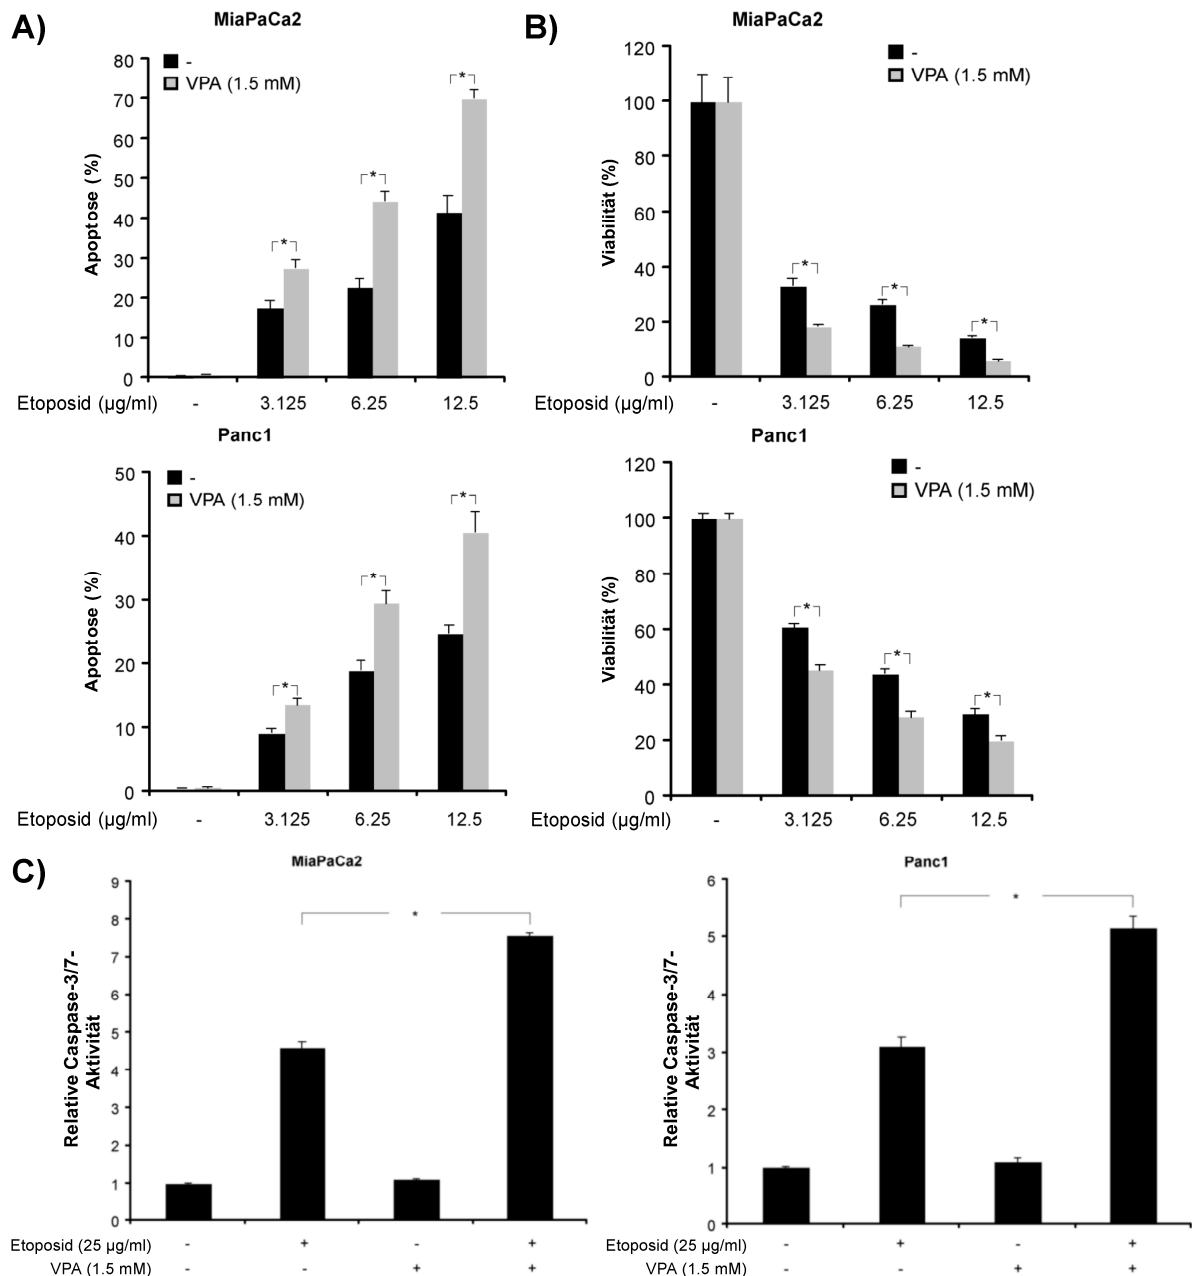 A)
MiaPaCa2
-
VPA (1.5 mM)
*
*
*
Apoptose (%)
80
70
60
50
40
30
20
10
0
Etoposid (µg/ml) - 3.125 6.25 12.5
B)
MiaPaCa2
-
VPA (1.5 mM)
*
*
*
Viabilität (%)
120
100
80
60
40
20
0
Etoposid (µg/ml) - 3.125 6.25 12.5
Panc1
-
VPA (1.5 mM)
*
*
*
Apoptose (%)
50
40
30
20
10
0
Etoposid (µg/ml) - 3.125 6.25 12.5
Panc1
-
VPA (1.5 mM)
*
*
*
Viabilität (%)
120
100
80
60
40
20
0
Etoposid (µg/ml) - 3.125 6.25 12.5
C)
MiaPaCa2
*
Relative Caspase-3/7-
Aktivität
9
8
7
6
5
4
3
2
1
0
Etoposid (25 µg/ml) - + - +
VPA (1.5 mM) - - + +
Panc1
*
Relative Caspase-3/7-
Aktivität
6
5
4
3
2
1
0
Etoposid (25 µg/ml) - + - +
VPA (1.5 mM) - - + +